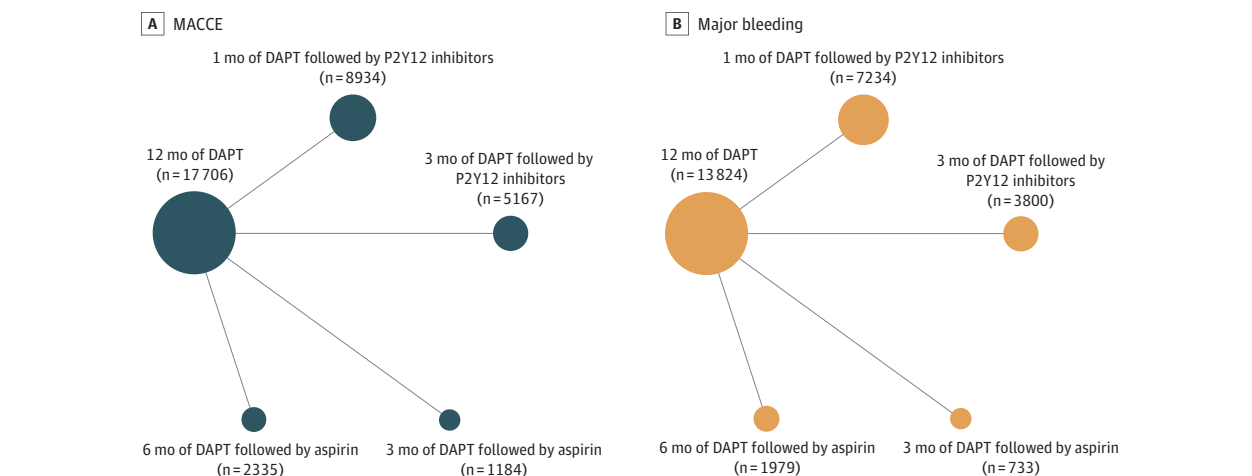 A MACCE
1 mo of DAPT followed by P2Y12 inhibitors
(n=8934)
12 mo of DAPT
(n=17706)
3 mo of DAPT followed by
P2Y12 inhibitors
(n=5167)
6 mo of DAPT followed by aspirin
(n=2335)
3 mo of DAPT followed by aspirin
(n=1184)
B Major bleeding
1 mo of DAPT followed by P2Y12 inhibitors
(n=7234)
12 mo of DAPT
(n=13824)
3 mo of DAPT followed by
P2Y12 inhibitors
(n=3800)
6 mo of DAPT followed by aspirin
(n=1979)
3 mo of DAPT followed by aspirin
(n=733)